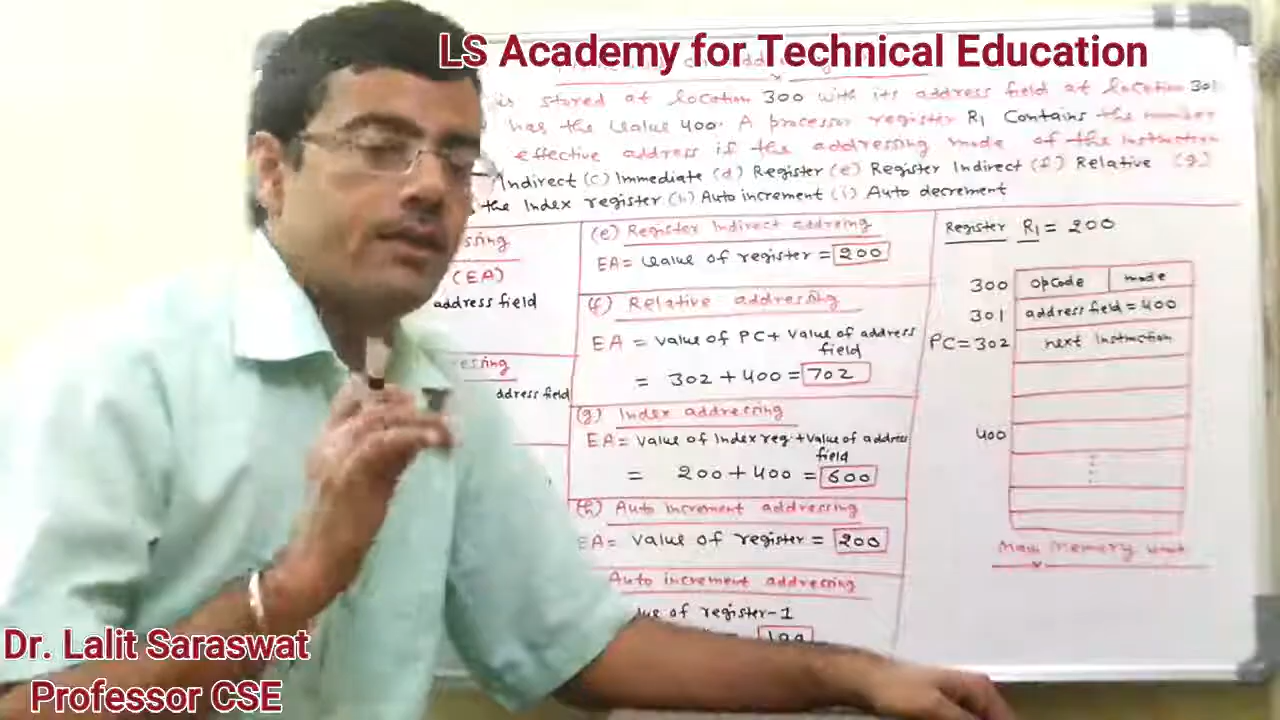 LS Academy for Technical Education
is stored at location 300 with its address field at location 301
has the value 400. A processor register R1 Contains the number
effective address if the addressing mode of the instruction
Indirect (c) Immediate (d) Register (e) Register Indirect (f) Relative (g)
the Index register (h) Auto increment (i) Auto decrement
(EA)
address field
address field
(e) Register Indirect addreing
EA = value of register = 200
(f) Relative addressing
EA = value of PC + value of address
field
= 302 + 400 = 702
(g) Index addressing
EA = value of Index reg + value of address
field
= 200 + 400 = 600
(h) Auto increment addressing
EA = value of register = 200
Auto increment addressing
of register-1
199
Register R1 = 200
300 opcode mode
301 address field = 400
PC = 302 next Instruction
400
Main Memory
Dr. Lalit Saraswat
Professor CSE